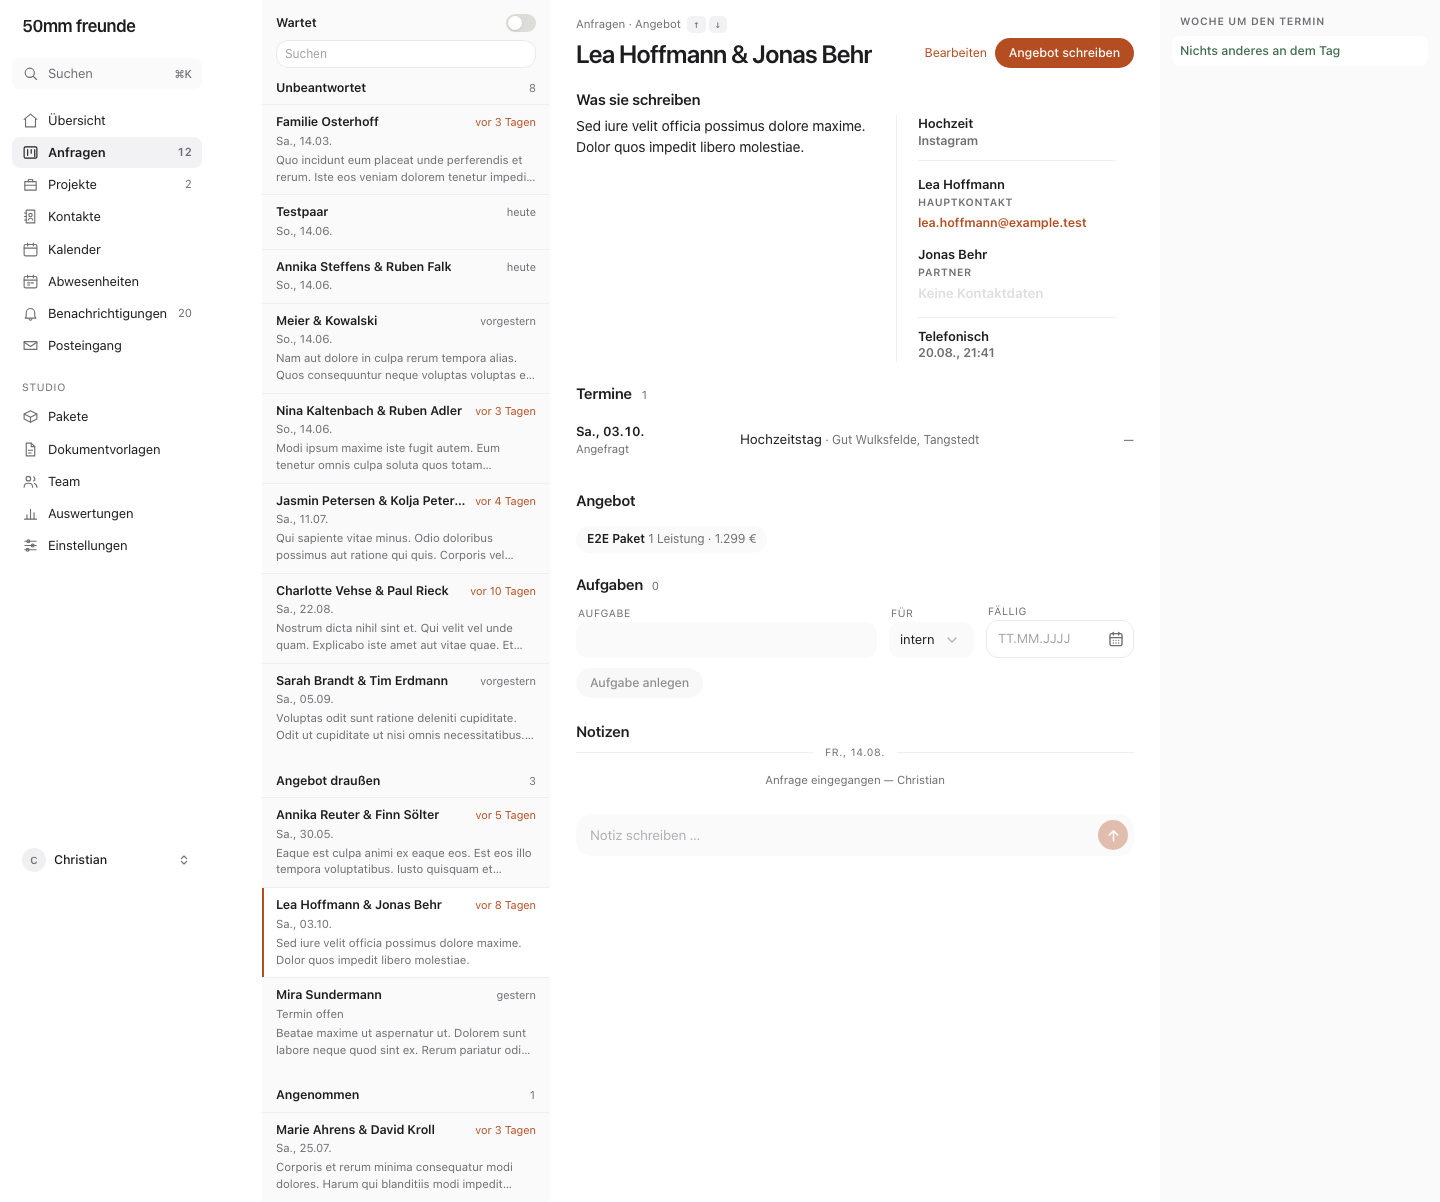 50mm freunde
Suchen ⌘K
Übersicht
Anfragen 12
Projekte 2
Kontakte
Kalender
Abwesenheiten
Benachrichtigungen 20
Posteingang
STUDIO
Pakete
Dokumentvorlagen
Team
Auswertungen
Einstellungen
C Christian
Wartet
Suchen
Unbeantwortet 8
Familie Osterhoff vor 3 Tagen
Sa., 14.03.
Quo incidunt eum placeat unde perferendis et
rerum. Iste eos veniam dolorem tenetur impedi…
Testpaar heute
So., 14.06.
Annika Steffens & Ruben Falk heute
So., 14.06.
Meier & Kowalski vorgestern
So., 14.06.
Nam aut dolore in culpa rerum tempora alias.
Quos consequuntur neque voluptas voluptas e…
Nina Kaltenbach & Ruben Adler vor 3 Tagen
So., 14.06.
Modi ipsum maxime iste fugit autem. Eum
tenetur omnis culpa soluta quos totam…
Jasmin Petersen & Kolja Peter… vor 4 Tagen
Sa., 11.07.
Qui sapiente vitae minus. Odio doloribus
possimus aut ratione qui quis. Corporis vel…
Charlotte Vehse & Paul Rieck vor 10 Tagen
Sa., 22.08.
Nostrum dicta nihil sint et. Qui velit vel unde
quam. Explicabo iste amet aut vitae quae. Et…
Sarah Brandt & Tim Erdmann vorgestern
Sa., 05.09.
Voluptas odit sunt ratione deleniti cupiditate.
Odit ut cupiditate ut nisi omnis necessitatibus.…
Angebot draußen 3
Annika Reuter & Finn Sölter vor 5 Tagen
Sa., 30.05.
Eaque est culpa animi ex eaque eos. Est eos illo
tempora voluptatibus. Iusto quisquam et…
Lea Hoffmann & Jonas Behr vor 8 Tagen
Sa., 03.10.
Sed iure velit officia possimus dolore maxime.
Dolor quos impedit libero molestiae.
Mira Sundermann gestern
Termin offen
Beatae maxime ut aspernatur ut. Dolorem sunt
labore neque quod sint ex. Rerum pariatur odi…
Angenommen 1
Marie Ahrens & David Kroll vor 3 Tagen
Sa., 25.07.
Corporis et rerum minima consequatur modi
dolores. Harum qui blanditiis modi impedit…
Anfragen · Angebot ↑ ↓
Lea Hoffmann & Jonas Behr
Bearbeiten Angebot schreiben
Was sie schreiben
Sed iure velit officia possimus dolore maxime.
Dolor quos impedit libero molestiae.
Hochzeit
Instagram
Lea Hoffmann
HAUPTKONTAKT
lea.hoffmann@example.test
Jonas Behr
PARTNER
Keine Kontaktdaten
Telefonisch
20.08., 21:41
Termine 1
Sa., 03.10.
Angefragt
Hochzeitstag · Gut Wulksfelde, Tangstedt –
Angebot
E2E Paket 1 Leistung · 1.299 €
Aufgaben 0
AUFGABE FÜR FÄLLIG
intern TT.MM.JJJJ
Aufgabe anlegen
Notizen
FR., 14.08.
Anfrage eingegangen — Christian
Notiz schreiben …
WOCHE UM DEN TERMIN
Nichts anderes an dem Tag